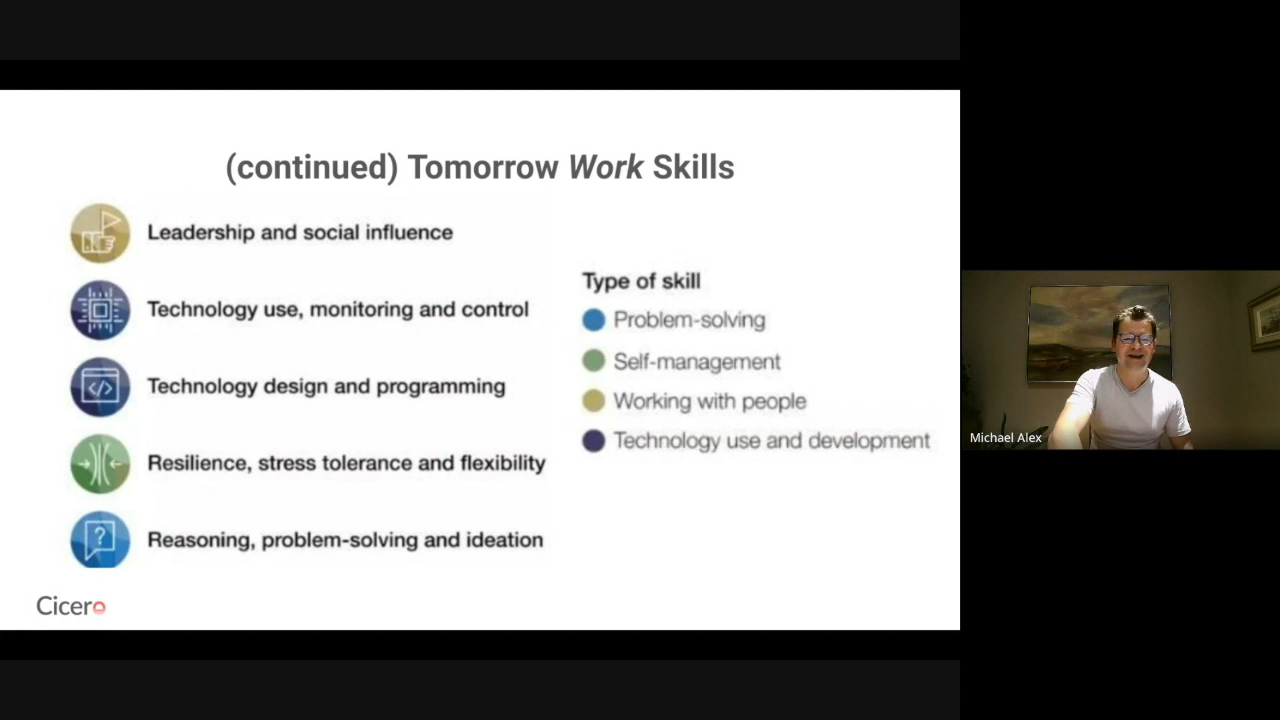 (continued) Tomorrow Work Skills
Leadership and social influence
Technology use, monitoring and control
Technology design and programming
Resilience, stress tolerance and flexibility
Reasoning, problem-solving and ideation
Type of skill
Problem-solving
Self-management
Working with people
Technology use and development
Cicero
Michael Alex